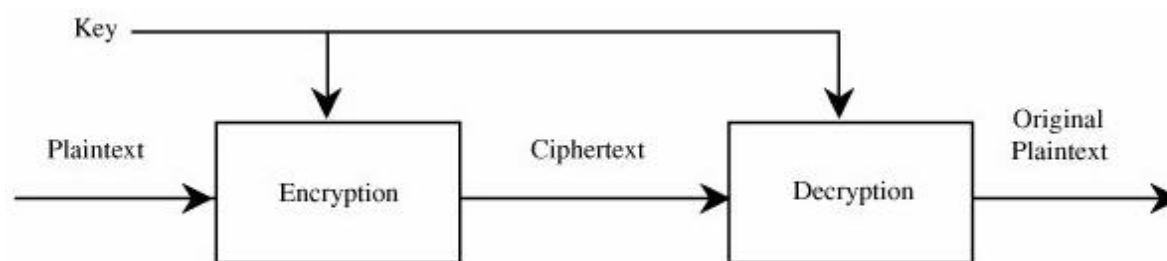 Key
Plaintext
Encryption
Ciphertext
Decryption
Original
Plaintext